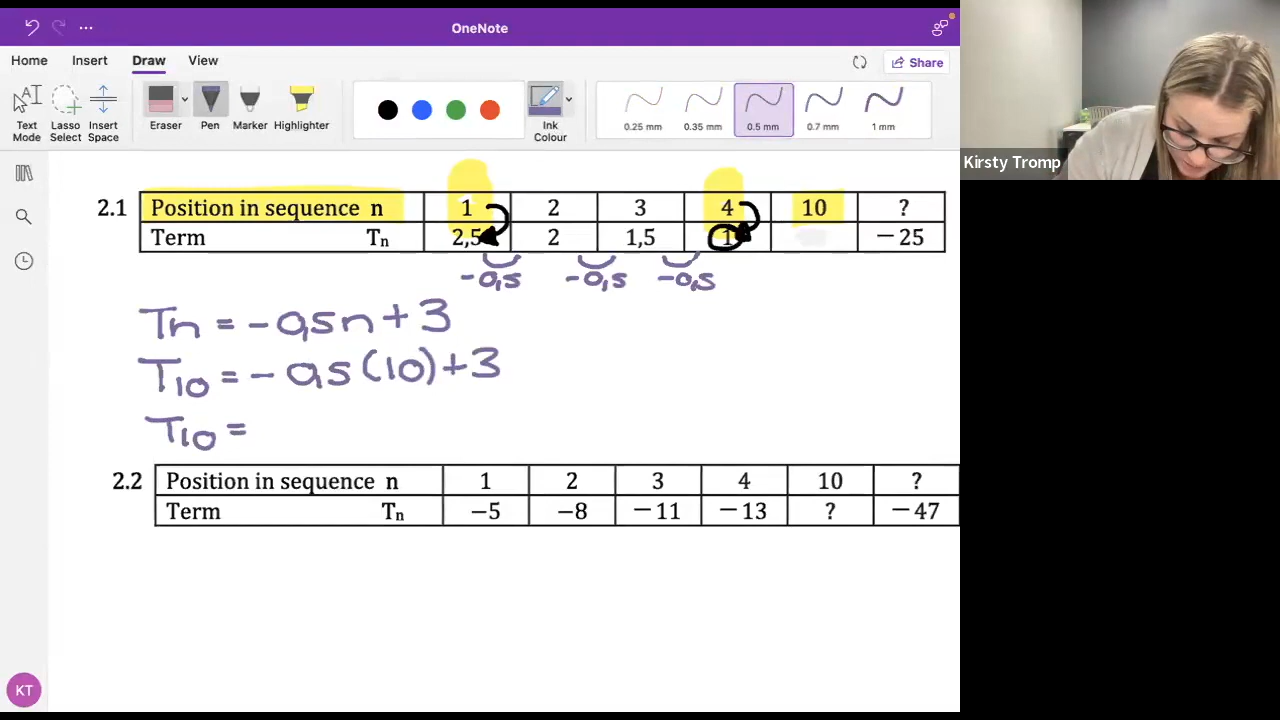 OneNote
Home Insert Draw View Share
Text Mode Lasso Select Insert Space Eraser Pen Marker Highlighter Ink Colour 0.25 mm 0.35 mm 0.5 mm 0.7 mm 1 mm
Kirsty Tromp
2.1 Position in sequence n 1 2 3 4 10 ?
Term Tn 2,5 2 1,5 1 −25
-0,5 -0,5 -0,5
Tn = -0,5n + 3
T10 = -0,5(10) + 3
T10 =
2.2 Position in sequence n 1 2 3 4 10 ?
Term Tn −5 −8 −11 −13 ? −47
KT